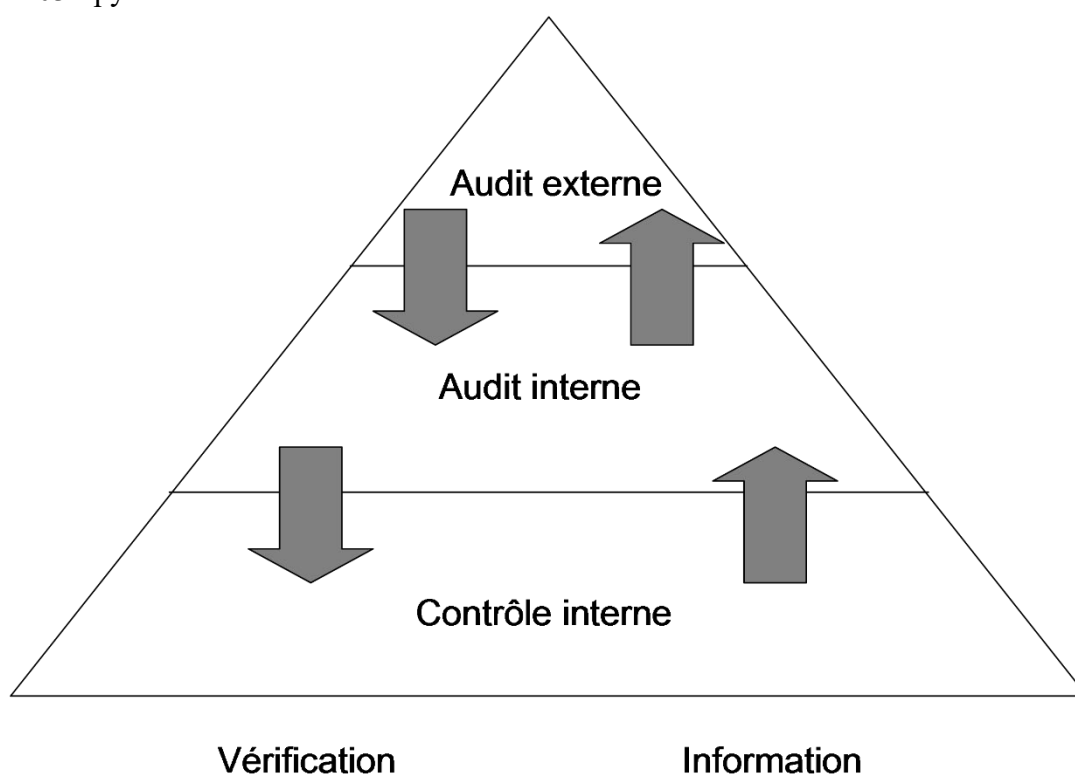 Audit externe
Audit interne
Contrôle interne
Vérification
Information